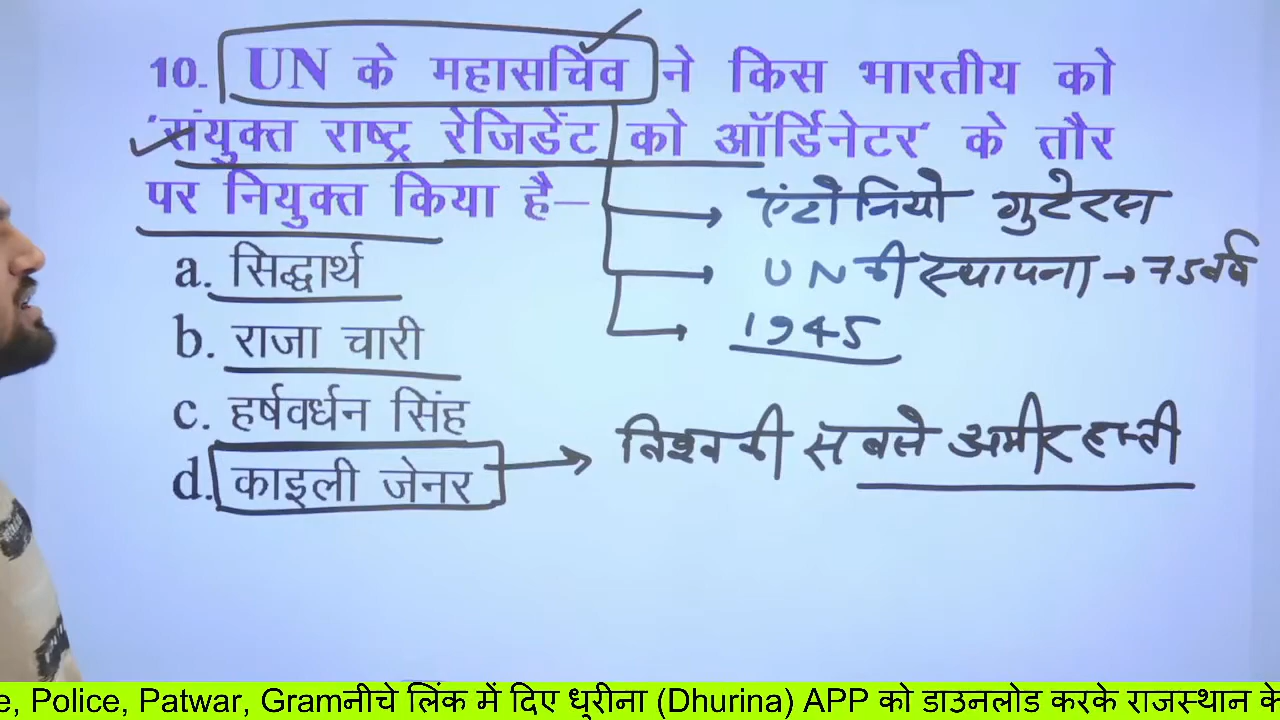 10. UN के महासचिव ने किस भारतीय को
'संयुक्त राष्ट्र रेजिडेंट को ऑर्डिनेटर' के तौर
पर नियुक्त किया है–
a. सिद्धार्थ
b. राजा चारी
c. हर्षवर्धन सिंह
d. काइली जेनर
एंटोनियो गुटेरस
UN की स्थापना → 75 वर्ष
1945
विश्व की सबसे अमीर हस्ती
e, Police, Patwar, Gramनीचे लिंक में दिए धुरीना (Dhurina) APP को डाउनलोड करके राजस्थान के